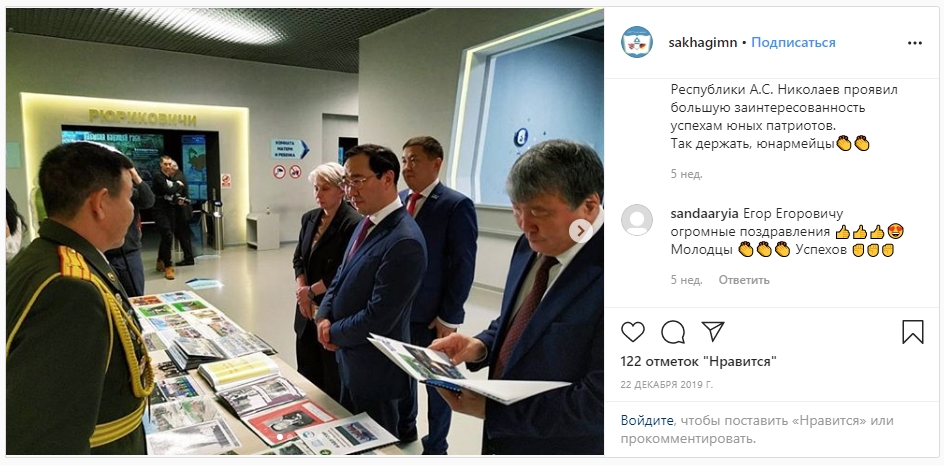 РЮРИКОВИЧИ
КОМНАТА
МАТЕРИ
И РЕБЕНКА
sakhagimn • Подписаться
Республики А.С. Николаев проявил
большую заинтересованность
успехам юных патриотов.
Так держать, юнармейцы👏👏
5 нед.
sandaaryia Егор Егоровичу
огромные поздравления 👍👍👍😍
Молодцы 👏👏👏 Успехов ✊✊✊
5 нед. Ответить
122 отметок "Нравится"
22 ДЕКАБРЯ 2019 Г.
Войдите, чтобы поставить «Нравится» или
прокомментировать.